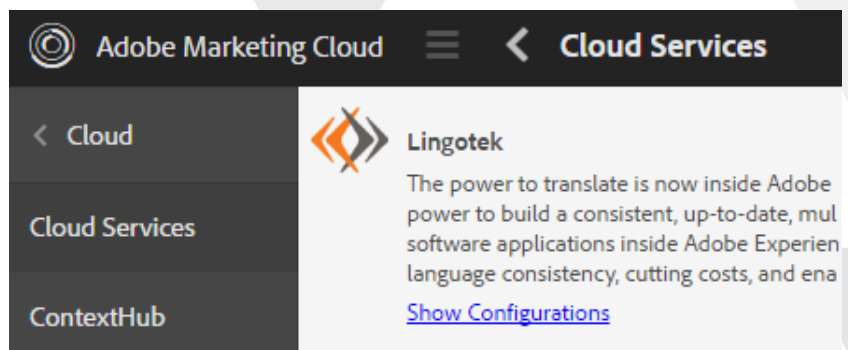 Adobe Marketing Cloud
Cloud Services
Cloud
Cloud Services
ContextHub
Lingotek
The power to translate is now inside Adobe
power to build a consistent, up-to-date, mul
software applications inside Adobe Experien
language consistency, cutting costs, and ena
Show Configurations